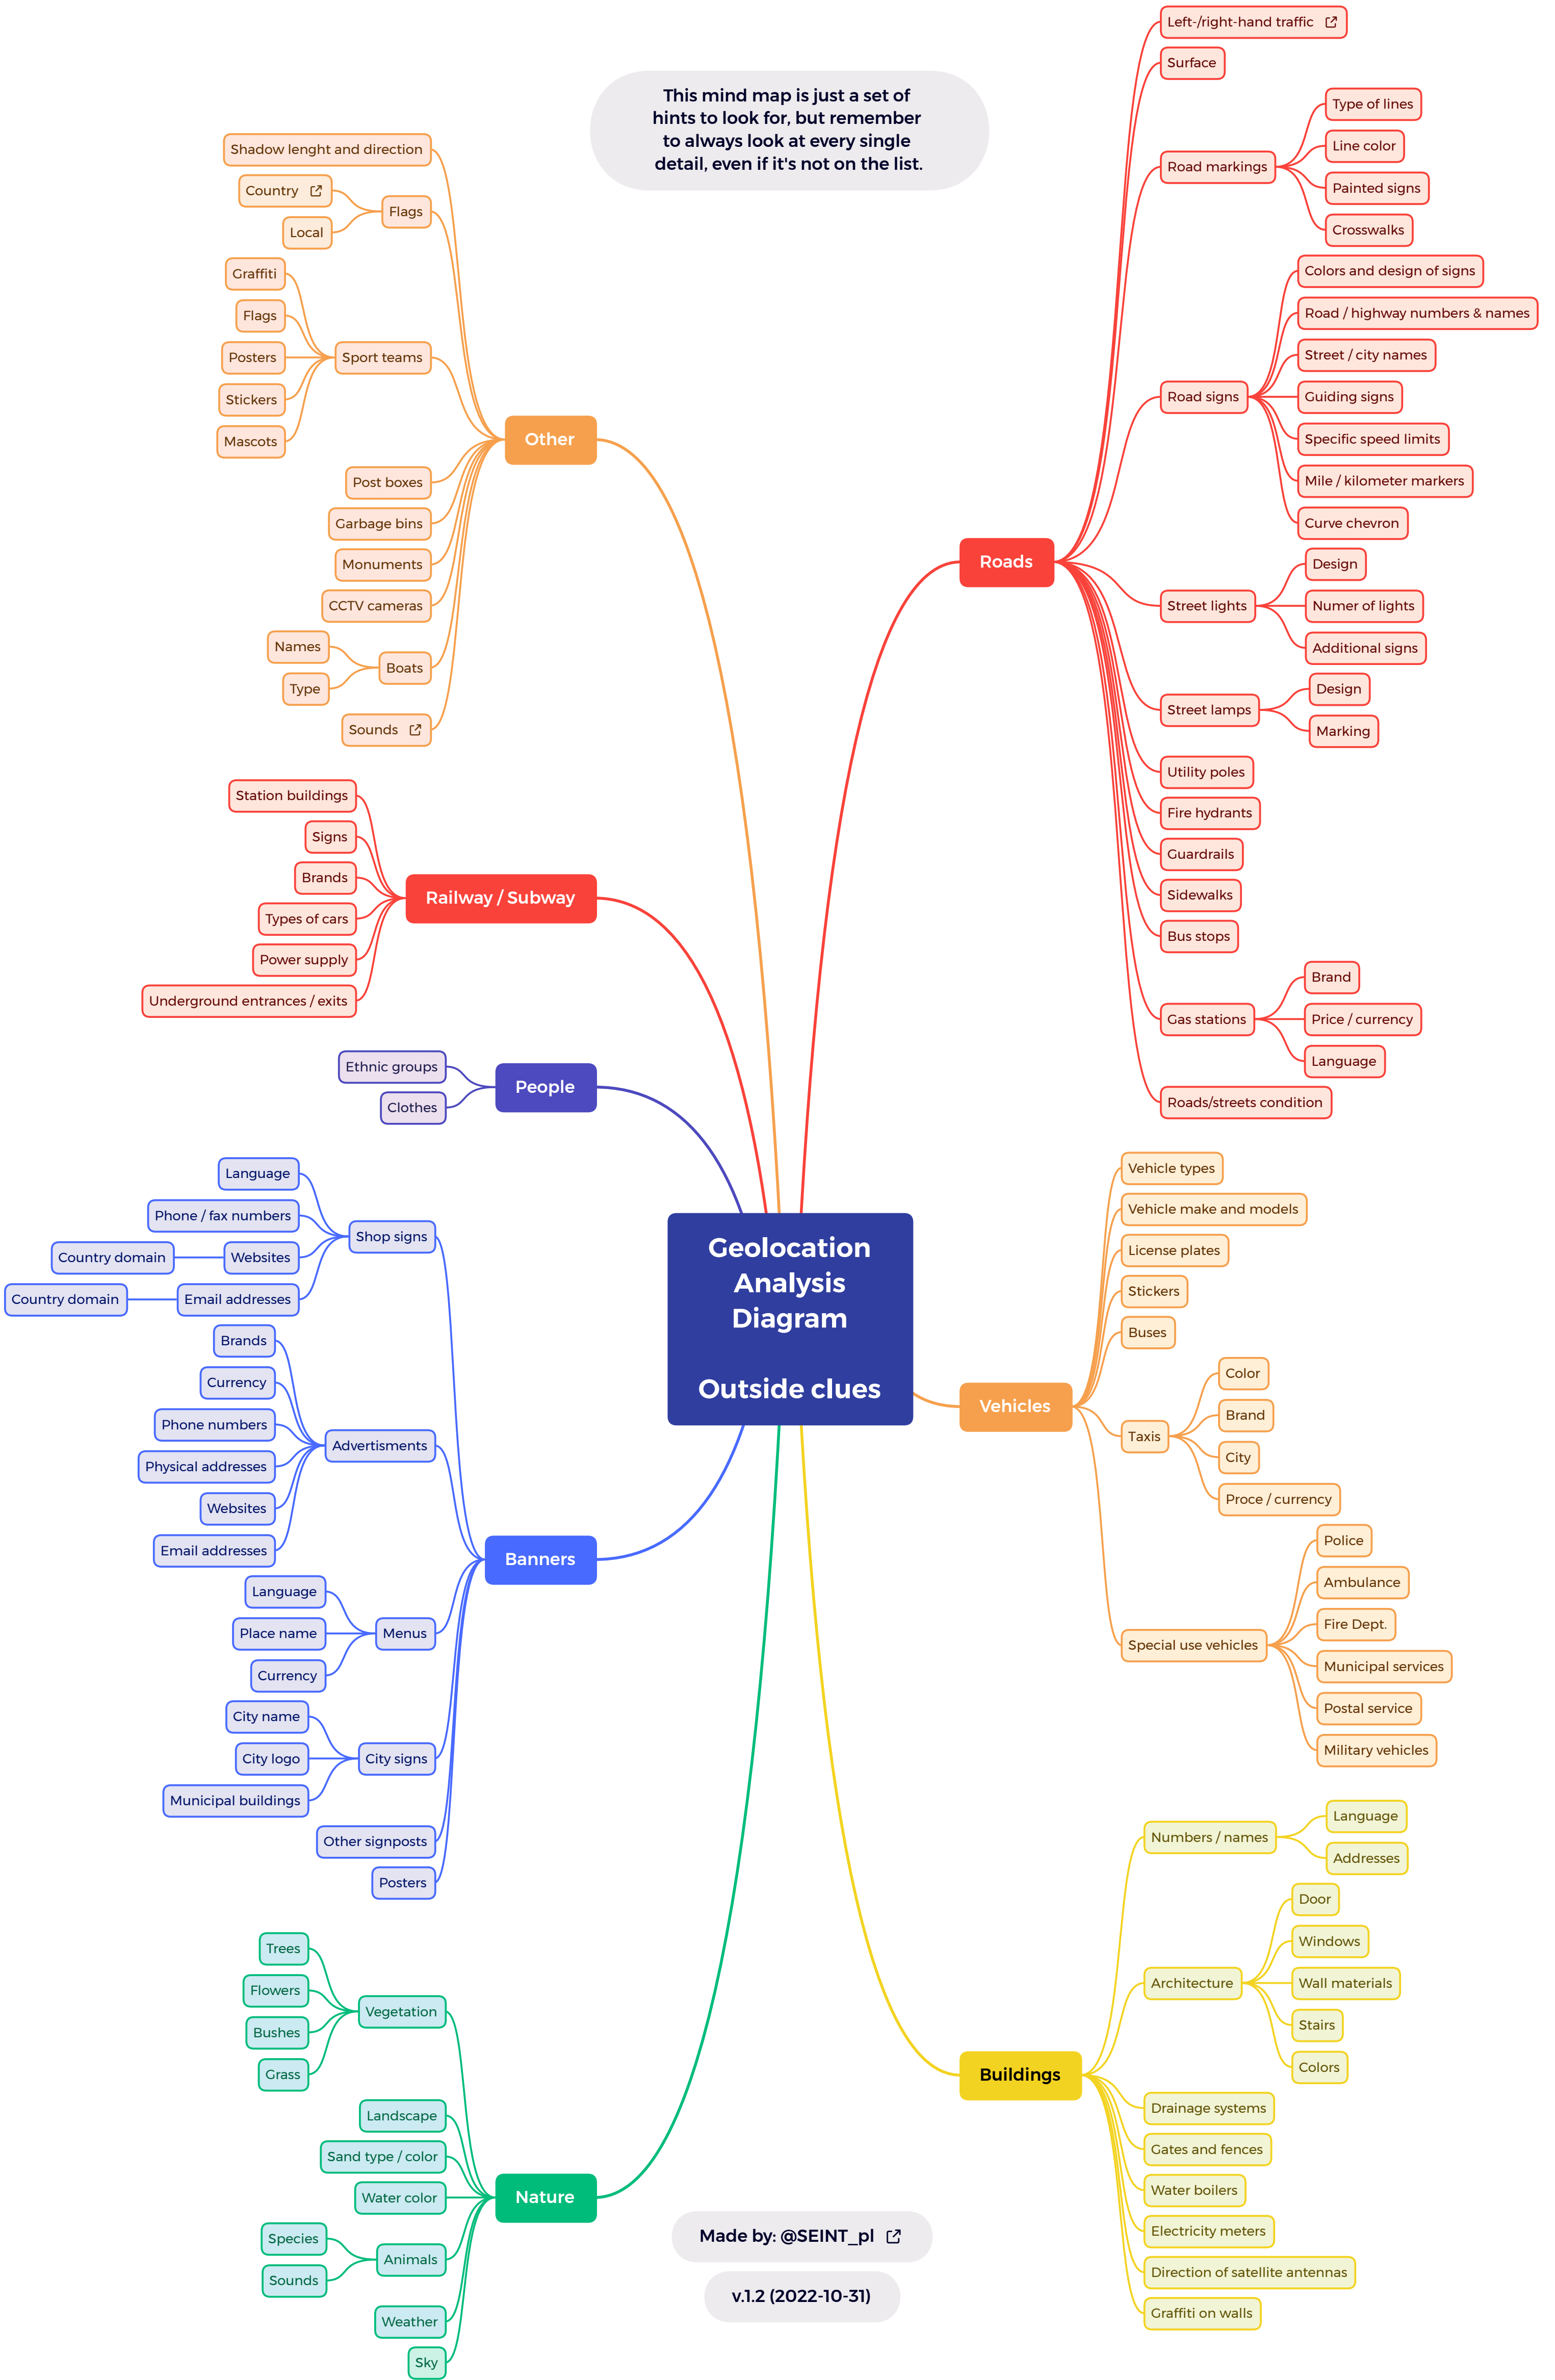 This mind map is just a set of
hints to look for, but remember
to always look at every single
detail, even if it's not on the list.
Geolocation
Analysis
Diagram
Outside clues
Roads
Left-/right-hand traffic
Surface
Road markings
Type of lines
Line color
Painted signs
Crosswalks
Road signs
Colors and design of signs
Road / highway numbers & names
Street / city names
Guiding signs
Specific speed limits
Mile / kilometer markers
Curve chevron
Street lights
Design
Numer of lights
Additional signs
Street lamps
Design
Marking
Utility poles
Fire hydrants
Guardrails
Sidewalks
Bus stops
Gas stations
Brand
Price / currency
Language
Roads/streets condition
Vehicles
Vehicle types
Vehicle make and models
License plates
Stickers
Buses
Taxis
Color
Brand
City
Proce / currency
Special use vehicles
Police
Ambulance
Fire Dept.
Municipal services
Postal service
Military vehicles
Buildings
Numbers / names
Language
Addresses
Architecture
Door
Windows
Wall materials
Stairs
Colors
Drainage systems
Gates and fences
Water boilers
Electricity meters
Direction of satellite antennas
Graffiti on walls
Other
Shadow lenght and direction
Flags
Country
Local
Sport teams
Graffiti
Flags
Posters
Stickers
Mascots
Post boxes
Garbage bins
Monuments
CCTV cameras
Boats
Names
Type
Sounds
Railway / Subway
Station buildings
Signs
Brands
Types of cars
Power supply
Underground entrances / exits
People
Ethnic groups
Clothes
Banners
Shop signs
Language
Phone / fax numbers
Websites
Country domain
Email addresses
Country domain
Advertisments
Brands
Currency
Phone numbers
Physical addresses
Websites
Email addresses
Menus
Language
Place name
Currency
City signs
City name
City logo
Municipal buildings
Other signposts
Posters
Nature
Vegetation
Trees
Flowers
Bushes
Grass
Landscape
Sand type / color
Water color
Animals
Species
Sounds
Weather
Sky
Made by: @SEINT_pl
v.1.2 (2022-10-31)